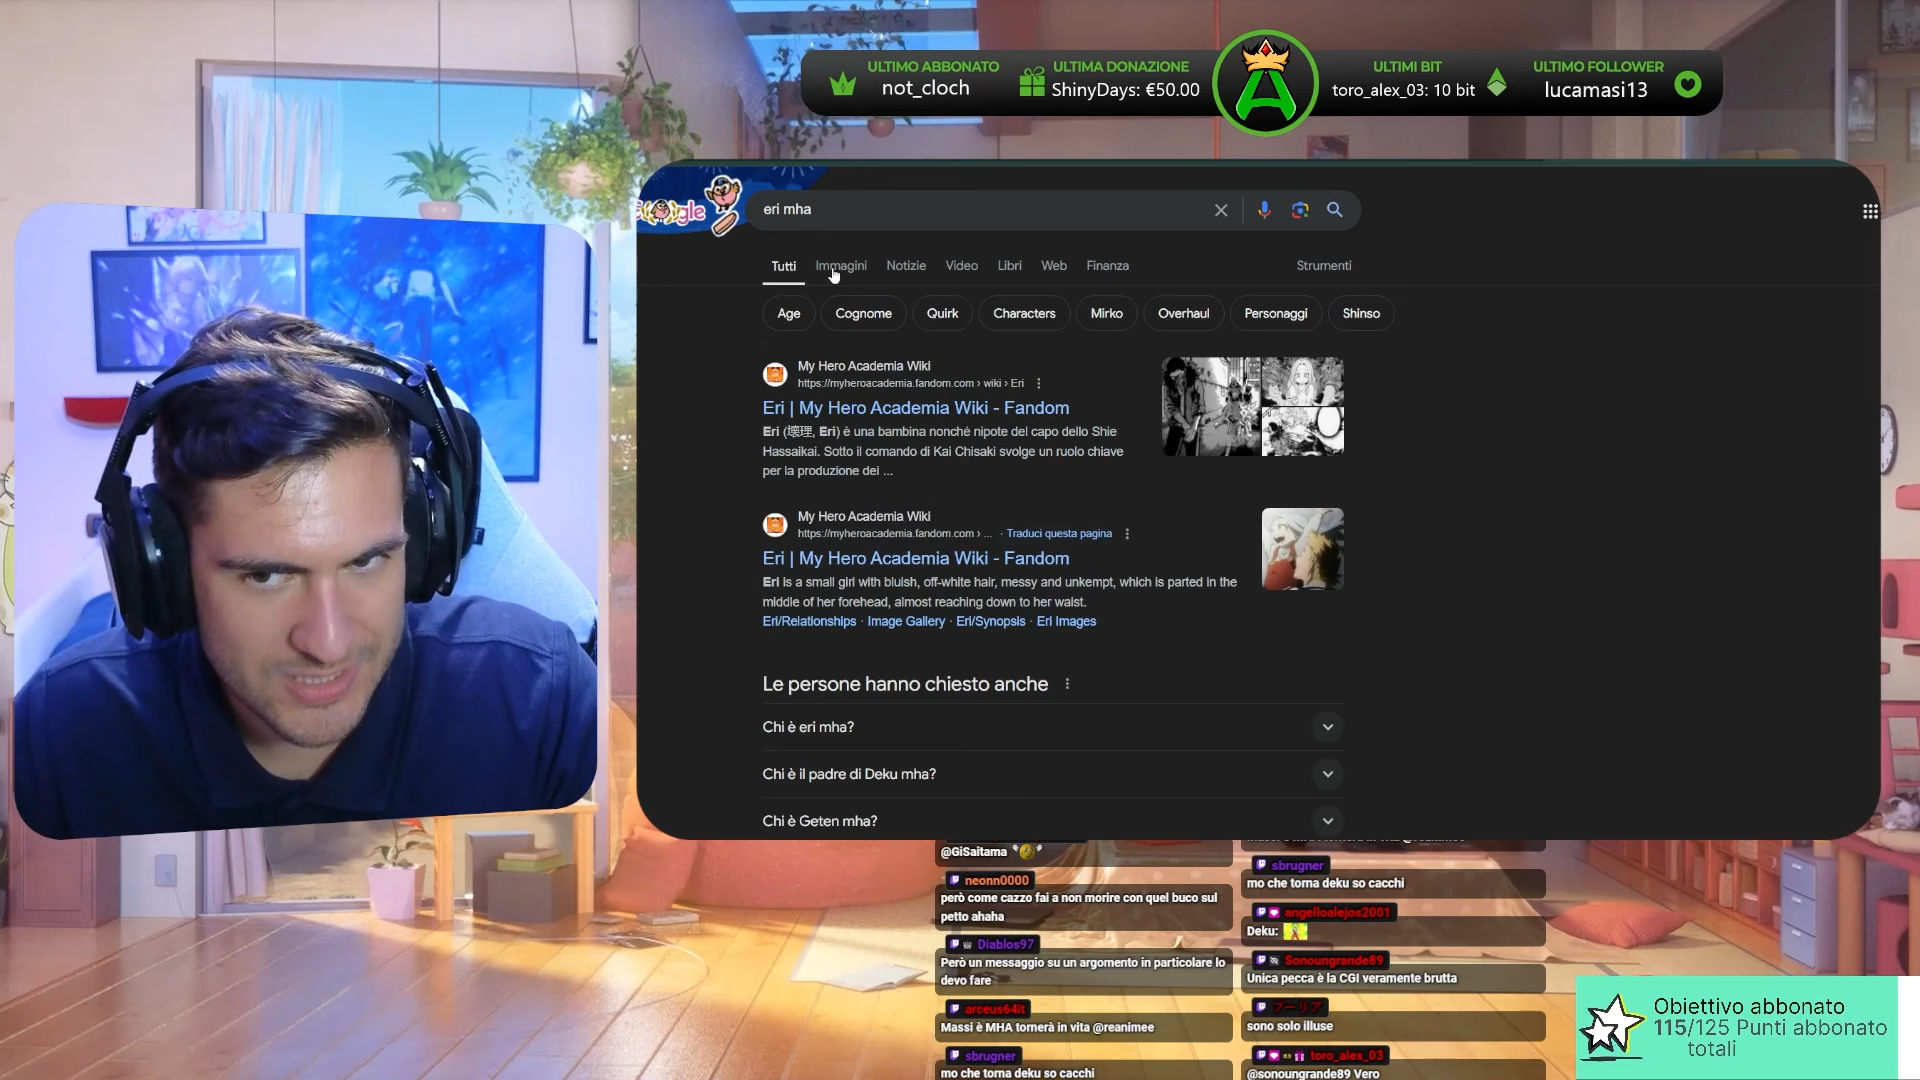 ULTIMO ABBONATO
not_cloch
ULTIMA DONAZIONE
ShinyDays: €50.00
ULTIMI BIT
toro_alex_03: 10 bit
ULTIMO FOLLOWER
lucamasi13
eri mha
Tutti
Immagini
Notizie
Video
Libri
Web
Finanza
Strumenti
Age
Cognome
Quirk
Characters
Mirko
Overhaul
Personaggi
Shinso
My Hero Academia Wiki
https://myheroacademia.fandom.com › wiki › Eri
Eri | My Hero Academia Wiki - Fandom
Eri (壊理, Eri) è una bambina nonché nipote del capo dello Shie
Hassaikai. Sotto il comando di Kai Chisaki svolge un ruolo chiave
per la produzione dei ...
My Hero Academia Wiki
https://myheroacademia.fandom.com › ... · Traduci questa pagina
Eri | My Hero Academia Wiki - Fandom
Eri is a small girl with bluish, off-white hair, messy and unkempt, which is parted in the
middle of her forehead, almost reaching down to her waist.
Eri/Relationships · Image Gallery · Eri/Synopsis · Eri Images
Le persone hanno chiesto anche
Chi è eri mha?
Chi è il padre di Deku mha?
Chi è Geten mha?
@GiSaitama
neonn0000
però come cazzo fai a non morire con quel buco sul
petto ahaha
Diablos97
Però un messaggio su un argomento in particolare lo
devo fare
arceus64it
Massi è MHA tornerà in vita @reanimee
sbrugner
mo che torna deku so cacchi
sbrugner
mo che torna deku so cacchi
angelloalejos2001
Deku:
Sonoungrande89
Unica pecca è la CGI veramente brutta
プーリア
sono solo illuse
toro_alex_03
@sonoungrande89 Vero
Obiettivo abbonato
115/125 Punti abbonato
totali